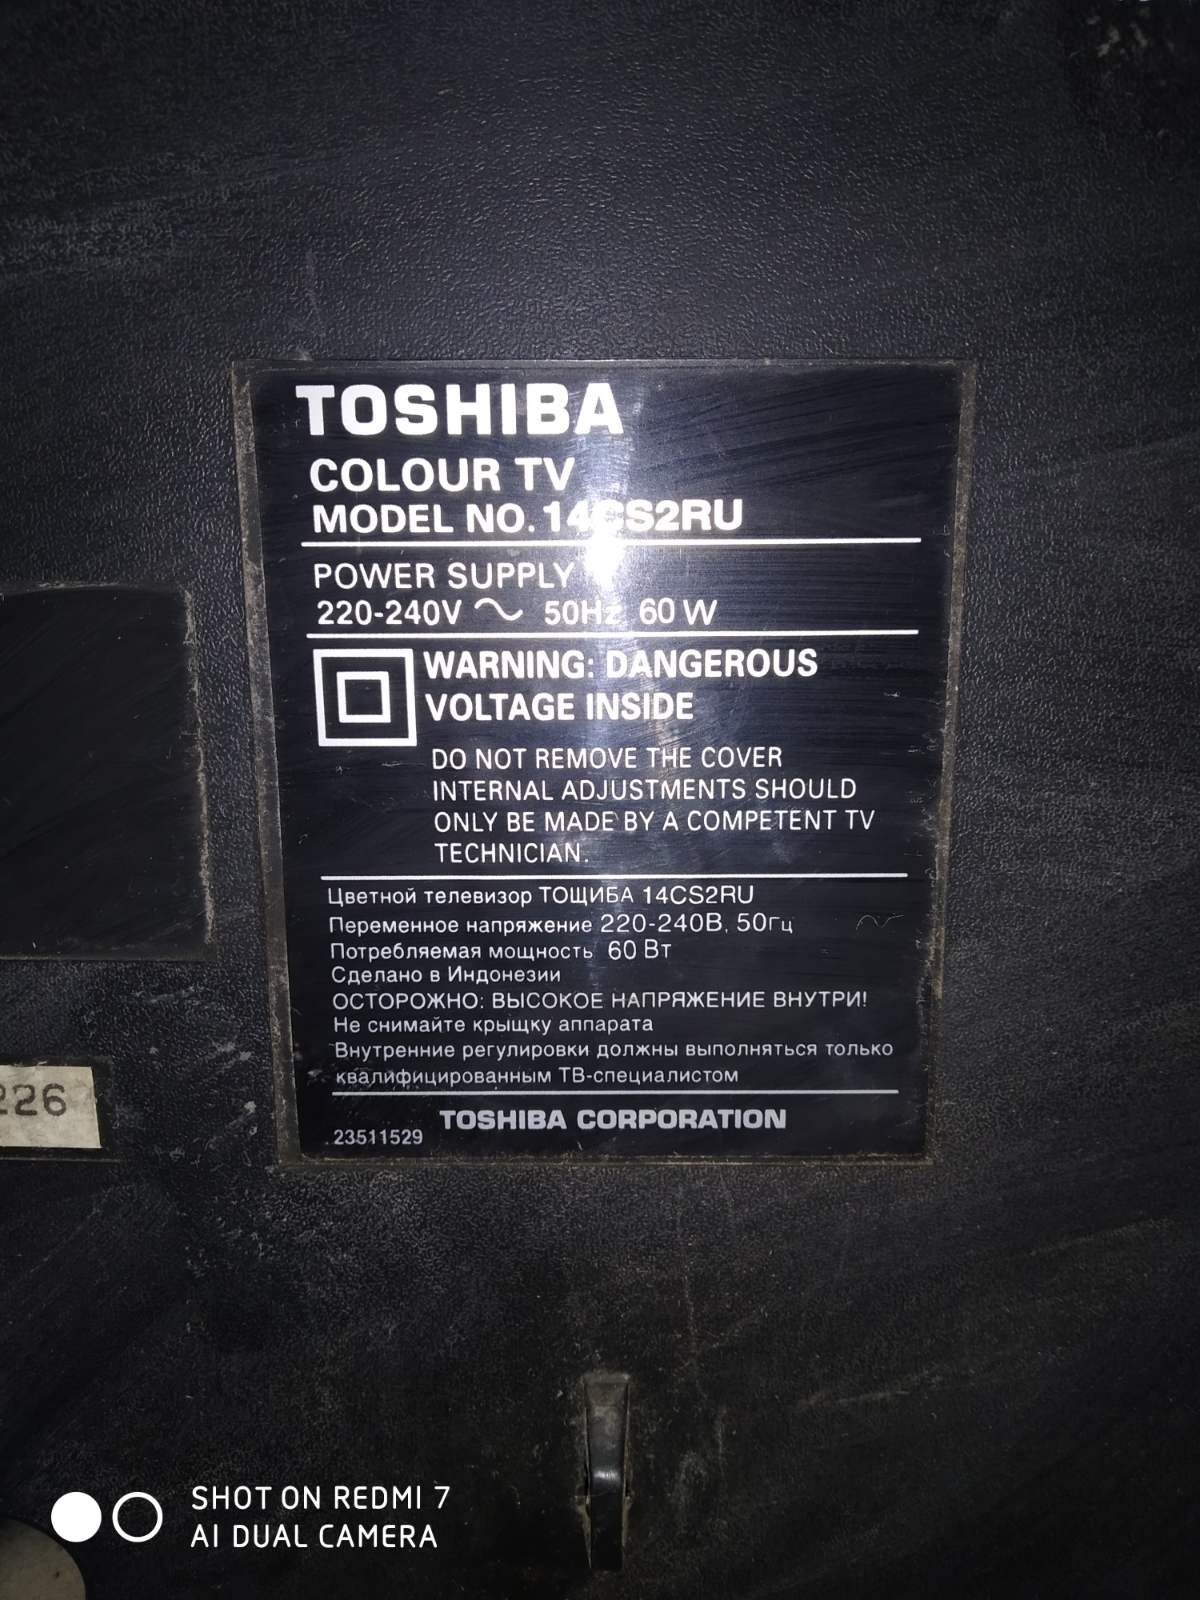 TOSHIBA
COLOUR TV
MODEL NO. 14CS2RU
POWER SUPPLY
220-240V ~ 50Hz 60W
WARNING: DANGEROUS
VOLTAGE INSIDE
DO NOT REMOVE THE COVER
INTERNAL ADJUSTMENTS SHOULD
ONLY BE MADE BY A COMPETENT TV
TECHNICIAN.
Цветной телевизор ТОЩИБА 14CS2RU
Переменное напряжение 220-240В, 50Гц
Потребляемая мощность 60 Вт
Сделано в Индонезии
ОСТОРОЖНО: ВЫСОКОЕ НАПРЯЖЕНИЕ ВНУТРИ!
Не снимайте крыщку аппарата
Внутренние регулировки должны выполняться только
квалифицированным ТВ-специалистом
TOSHIBA CORPORATION
23511529
226
SHOT ON REDMI 7
AI DUAL CAMERA